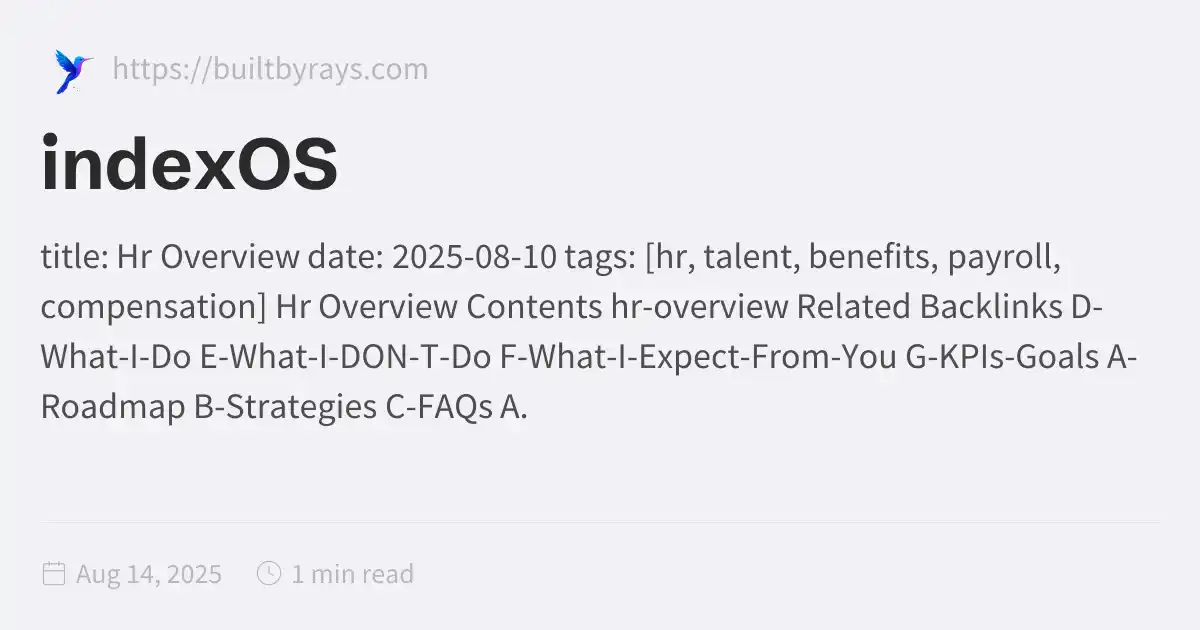 https://builtbyrays.com
indexOS
title: Hr Overview date: 2025-08-10 tags: [hr, talent, benefits, payroll,
compensation] Hr Overview Contents hr-overview Related Backlinks D-
What-I-Do E-What-I-DON-T-Do F-What-I-Expect-From-You G-KPIs-Goals A-
Roadmap B-Strategies C-FAQs A.
Aug 14, 2025 1 min read